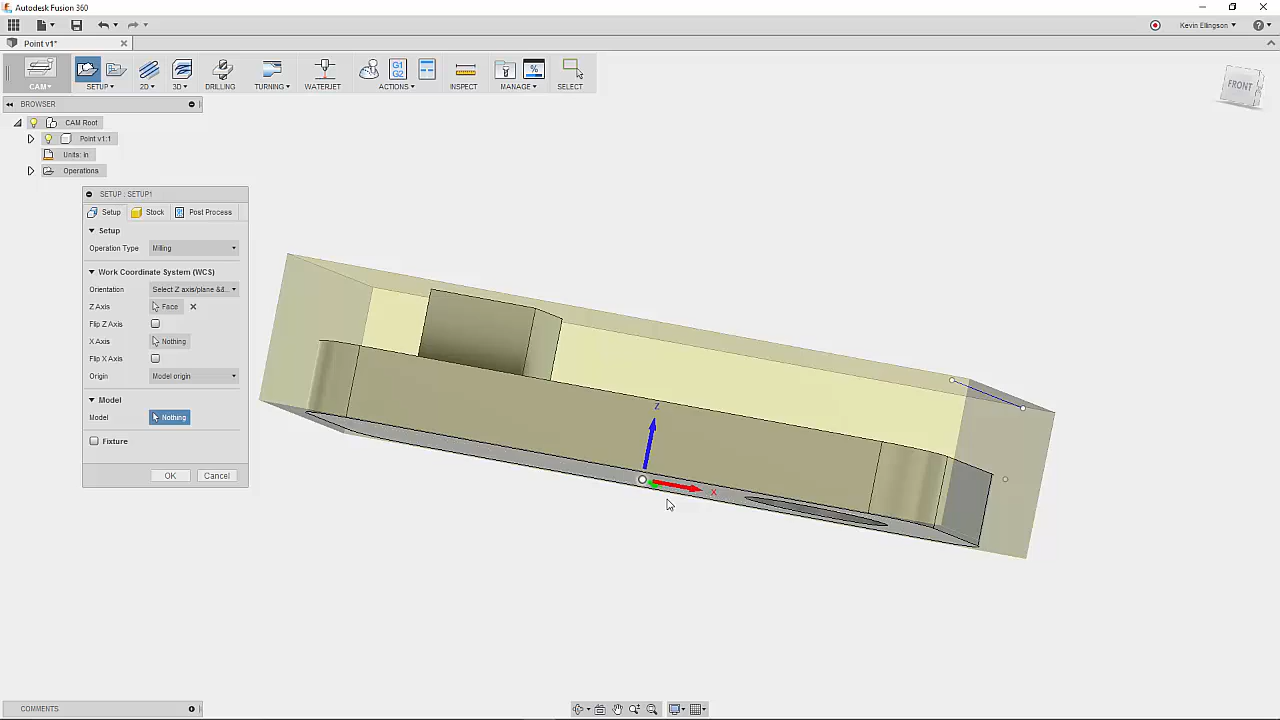 Autodesk Fusion 360
Kevin Ellingson
Point v1*
CAM
SETUP
2D
3D
DRILLING
TURNING
WATERJET
G1
G2
ACTIONS
INSPECT
%
MANAGE
SELECT
FRONT
BROWSER
CAM Root
Point v1:1
Units: in
Operations
SETUP : SETUP1
Setup
Stock
Post Process
Setup
Operation Type
Milling
Work Coordinate System (WCS)
Orientation
Select Z axis/plane &&...
Z Axis
Face
Flip Z Axis
X Axis
Nothing
Flip X Axis
Origin
Model origin
Model
Model
Nothing
Fixture
OK
Cancel
Z
X
COMMENTS